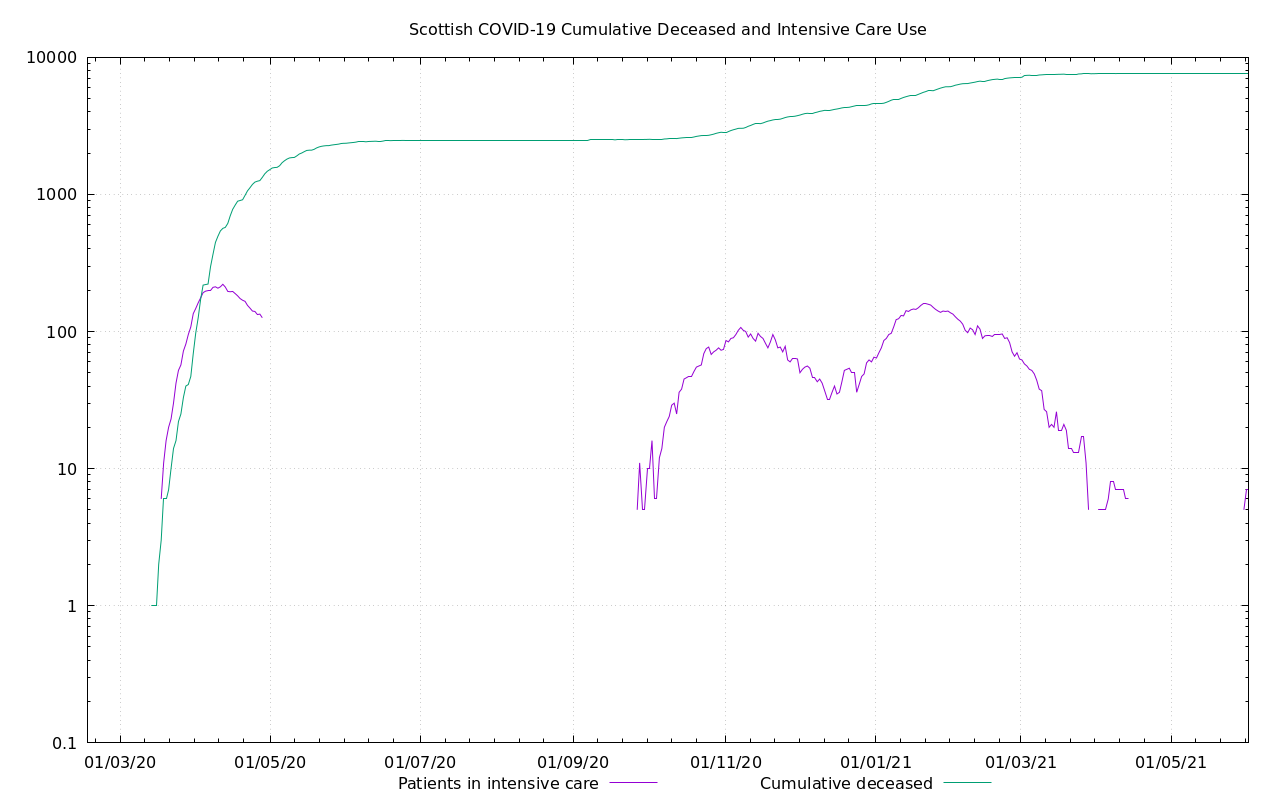 Scottish COVID-19 Cumulative Deceased and Intensive Care Use
10000
1000
100
10
1
0.1
01/03/20 01/05/20 01/07/20 01/09/20 01/11/20 01/01/21 01/03/21 01/05/21
Patients in intensive care Cumulative deceased